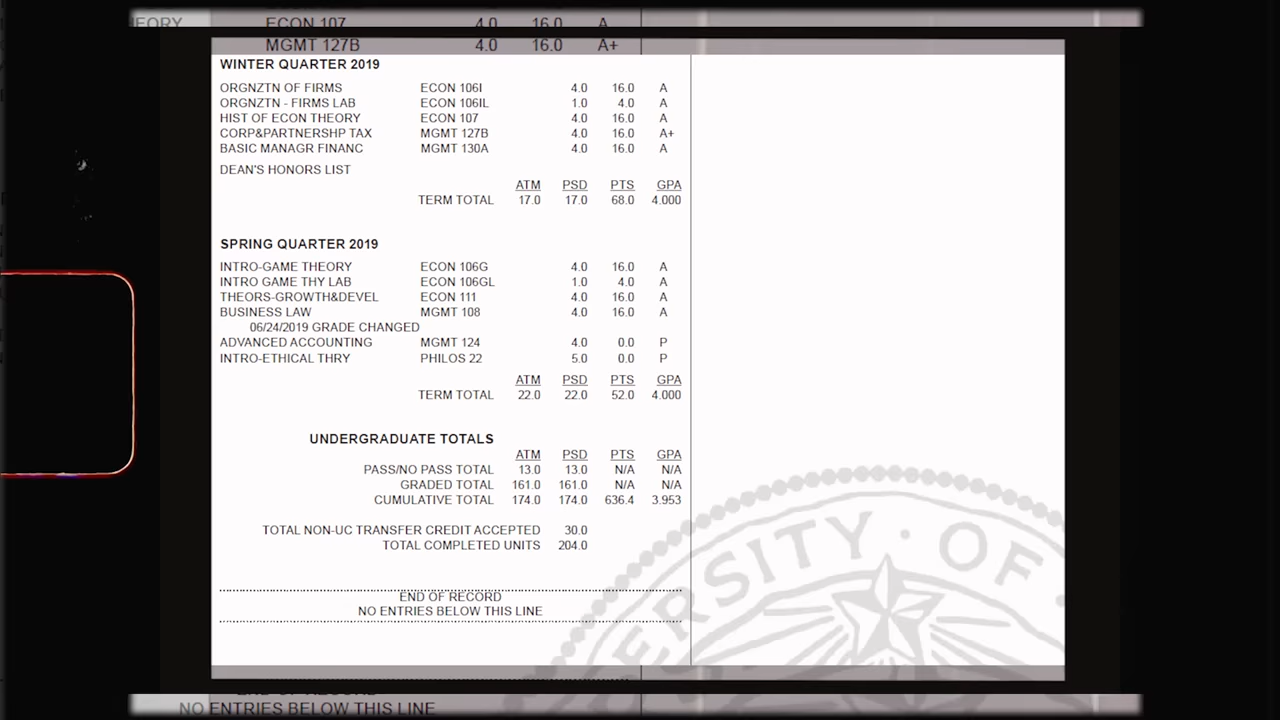 EORY ECON 107 4.0 16.0 A
MGMT 127B 4.0 16.0 A+
WINTER QUARTER 2019
ORGNZTN OF FIRMS ECON 106I 4.0 16.0 A
ORGNZTN - FIRMS LAB ECON 106IL 1.0 4.0 A
HIST OF ECON THEORY ECON 107 4.0 16.0 A
CORP&PARTNERSHP TAX MGMT 127B 4.0 16.0 A+
BASIC MANAGR FINANC MGMT 130A 4.0 16.0 A
DEAN'S HONORS LIST
ATM PSD PTS GPA
TERM TOTAL 17.0 17.0 68.0 4.000
SPRING QUARTER 2019
INTRO-GAME THEORY ECON 106G 4.0 16.0 A
INTRO GAME THY LAB ECON 106GL 1.0 4.0 A
THEORS-GROWTH&DEVEL ECON 111 4.0 16.0 A
BUSINESS LAW MGMT 108 4.0 16.0 A
06/24/2019 GRADE CHANGED
ADVANCED ACCOUNTING MGMT 124 4.0 0.0 P
INTRO-ETHICAL THRY PHILOS 22 5.0 0.0 P
ATM PSD PTS GPA
TERM TOTAL 22.0 22.0 52.0 4.000
UNDERGRADUATE TOTALS
ATM PSD PTS GPA
PASS/NO PASS TOTAL 13.0 13.0 N/A N/A
GRADED TOTAL 161.0 161.0 N/A N/A
CUMULATIVE TOTAL 174.0 174.0 636.4 3.953
TOTAL NON-UC TRANSFER CREDIT ACCEPTED 30.0
TOTAL COMPLETED UNITS 204.0
END OF RECORD
NO ENTRIES BELOW THIS LINE
ERSITY · OF
END OF RECORD
NO ENTRIES BELOW THIS LINE